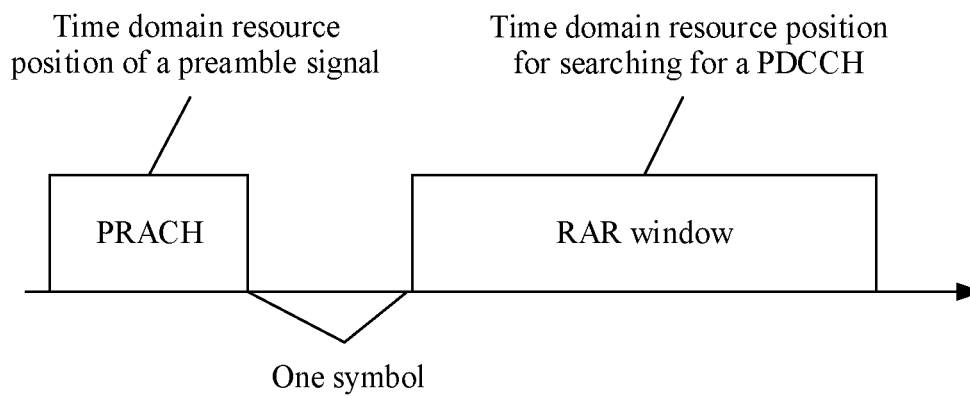 Time domain resource
position of a preamble signal
Time domain resource position
for searching for a PDCCH
PRACH
RAR window
One symbol